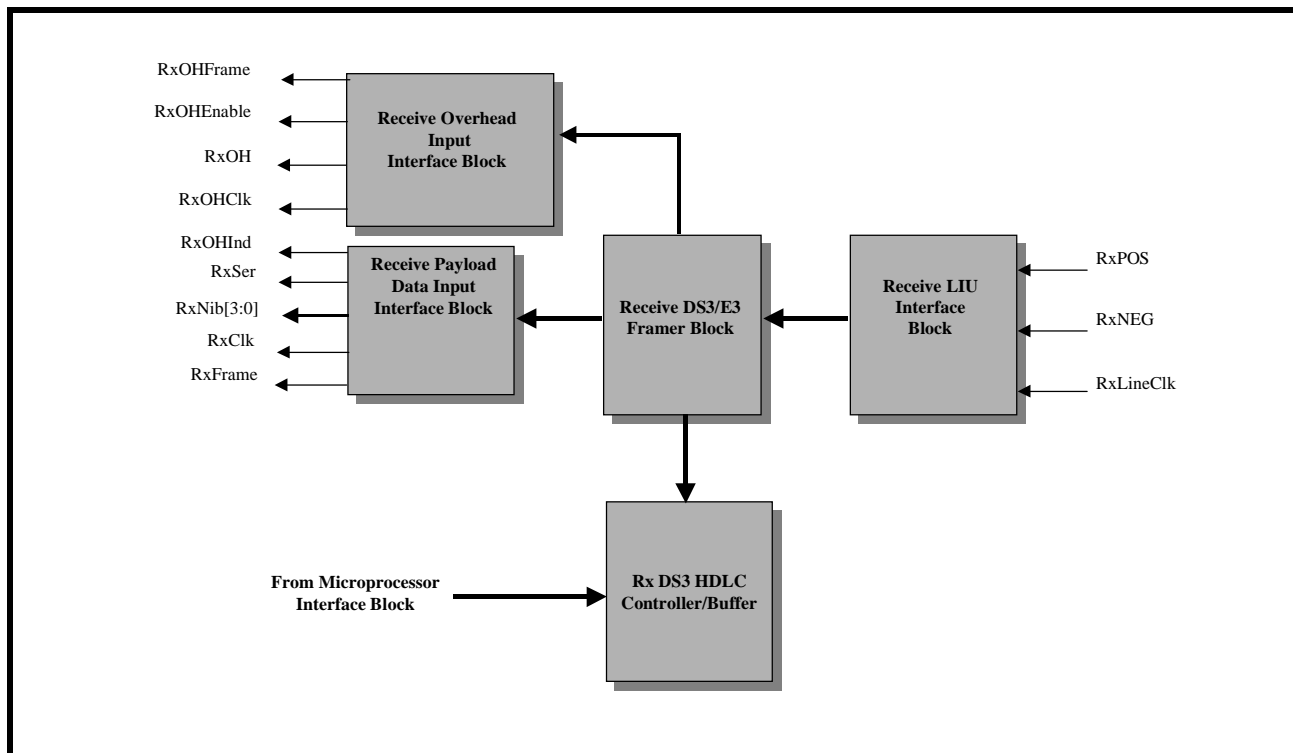 RxOHFrame
RxOHEnable
RxOH
RxOHClk
Receive Overhead
Input
Interface Block
RxOHInd
RxSer
RxNib[3:0]
RxClk
RxFrame
Receive Payload
Data Input
Interface Block
Receive DS3/E3
Framer Block
Receive LIU
Interface
Block
RxPOS
RxNEG
RxLineClk
From Microprocessor
Interface Block
Rx DS3 HDLC
Controller/Buffer